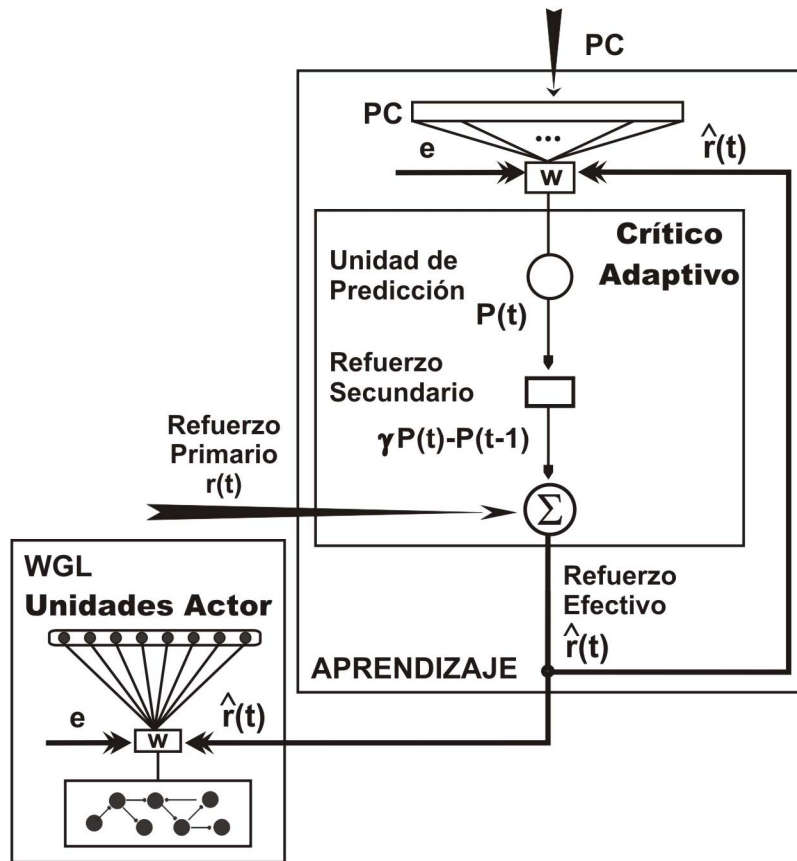 PC
PC
...
e
r̂(t)
w
Crítico
Adaptivo
Unidad de
Predicción
P(t)
Refuerzo
Secundario
γP(t)-P(t-1)
Refuerzo
Primario
r(t)
Σ
Refuerzo
Efectivo
r̂(t)
APRENDIZAJE
WGL
Unidades Actor
e
r̂(t)
w